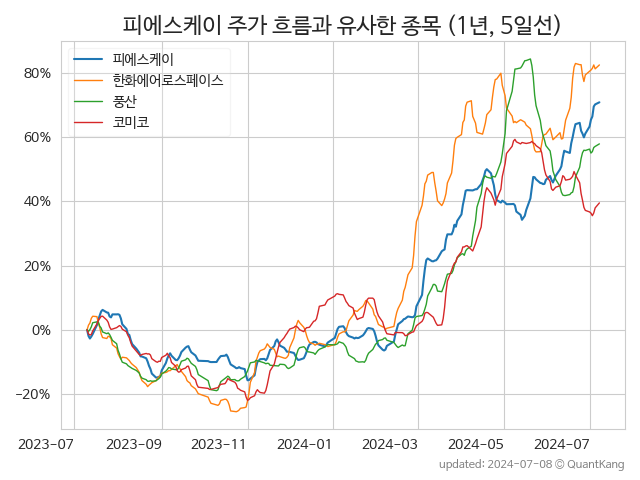 피에스케이 주가 흐름과 유사한 종목 (1년, 5일선)
피에스케이
한화에어로스페이스
풍산
코미코
80%
60%
40%
20%
0%
−20%
2023-07 2023-09 2023-11 2024-01 2024-03 2024-05 2024-07
updated: 2024-07-08 © QuantKang